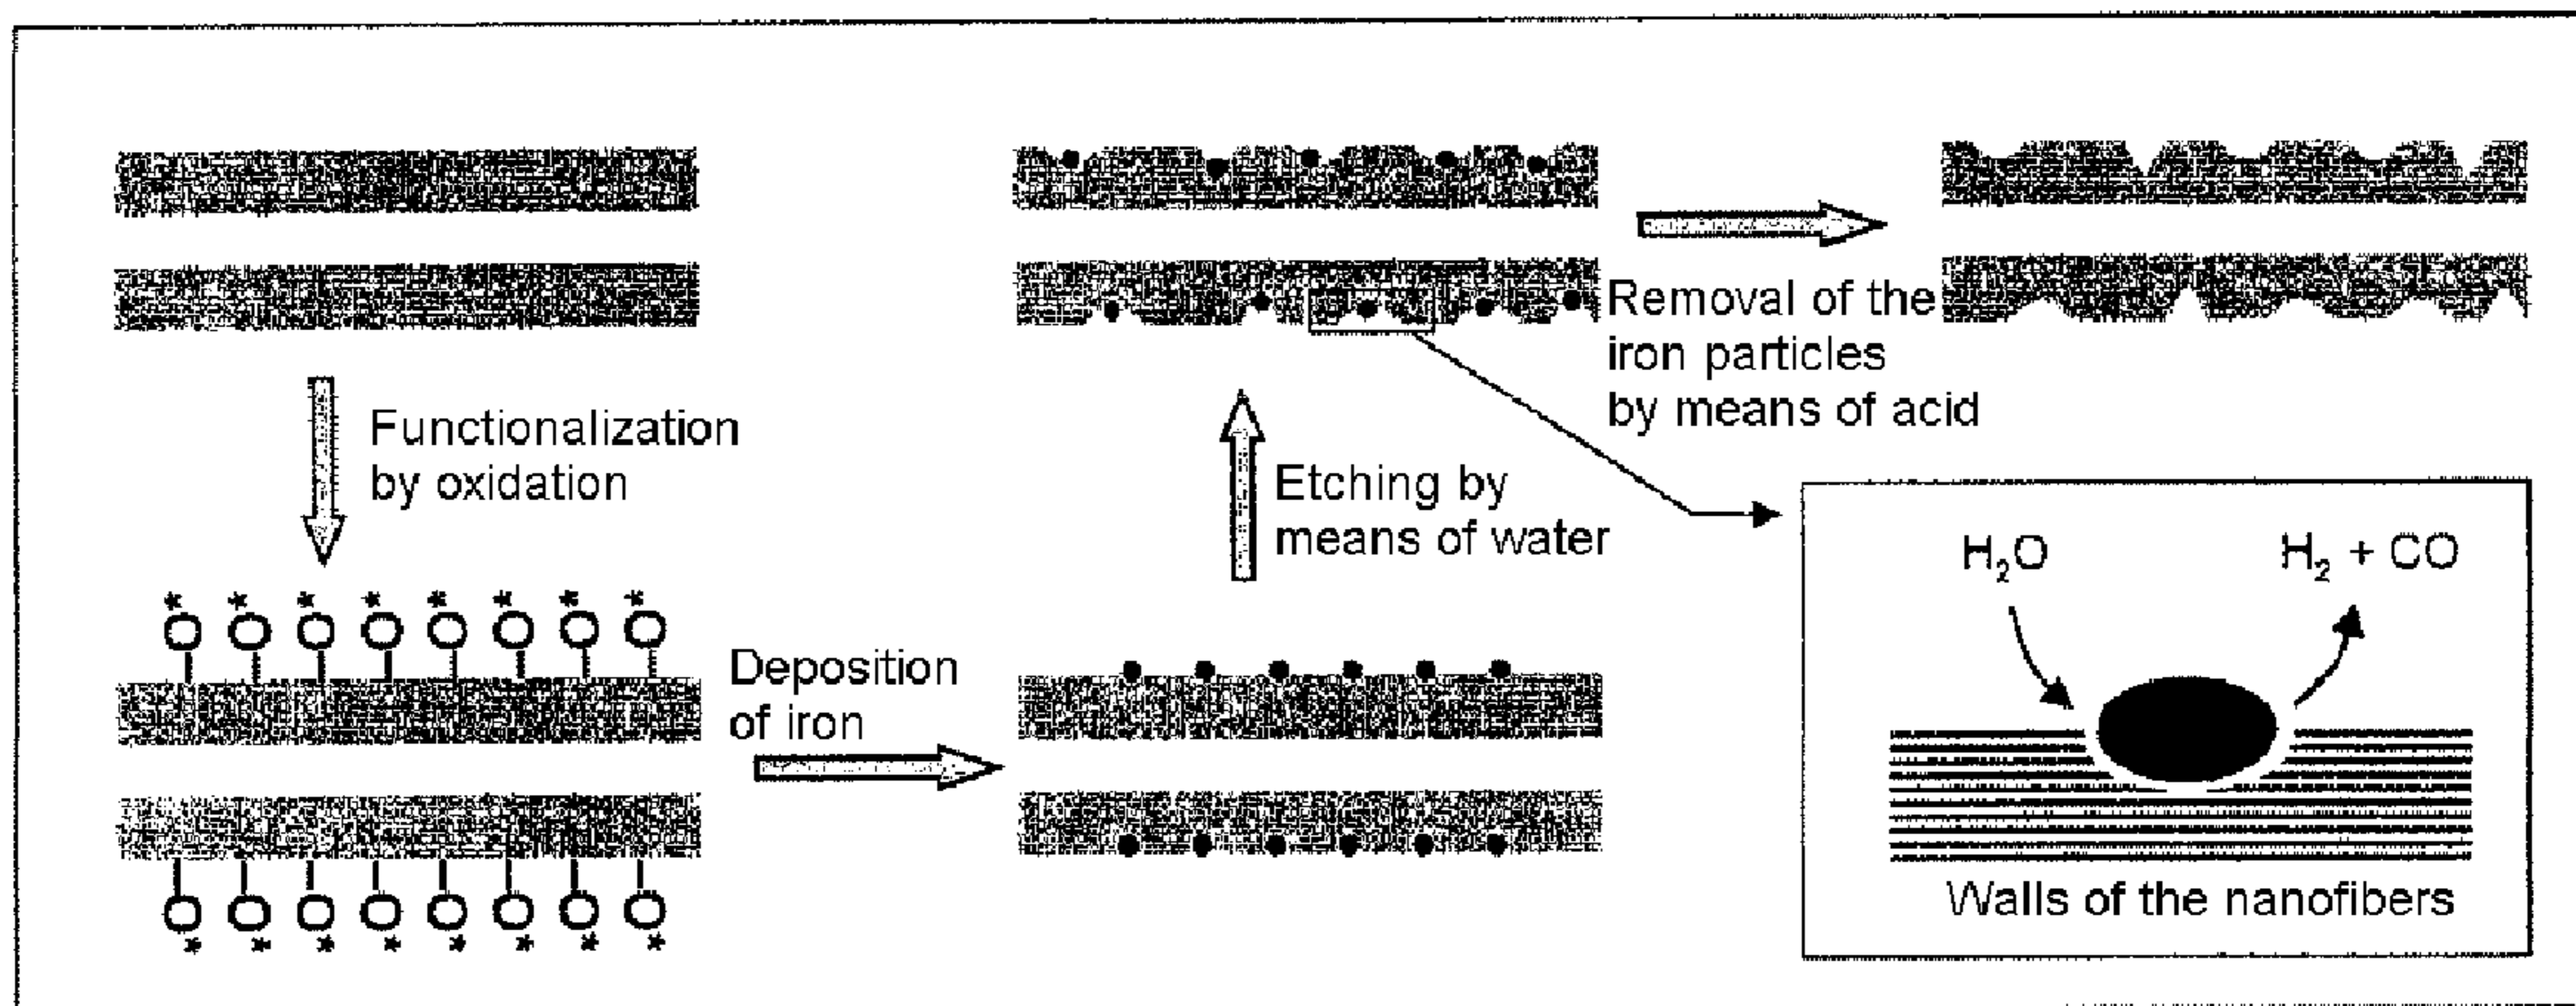 Functionalization
by oxidation
O* O* O* O* O* O* O* O*
O* O* O* O* O* O* O* O*
Deposition
of iron
Etching by
means of water
Removal of the
iron particles
by means of acid
H₂O
H₂ + CO
Walls of the nanofibers